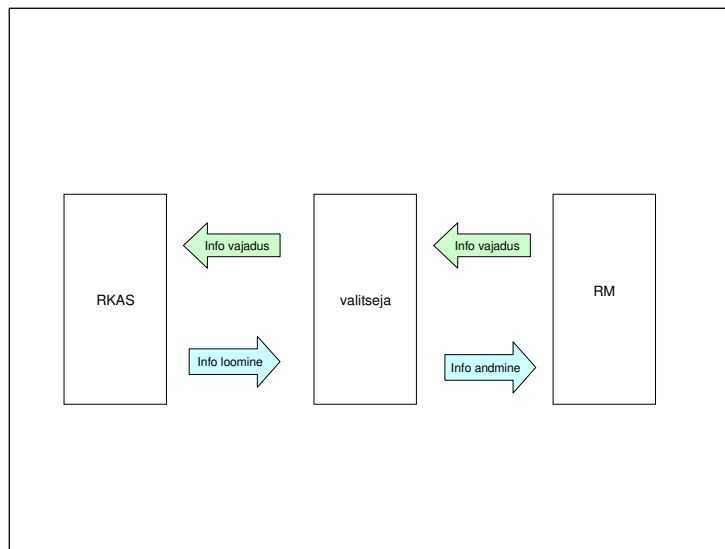 Info vajadus
Info vajadus
RKAS
valitseja
RM
Info loomine
Info andmine